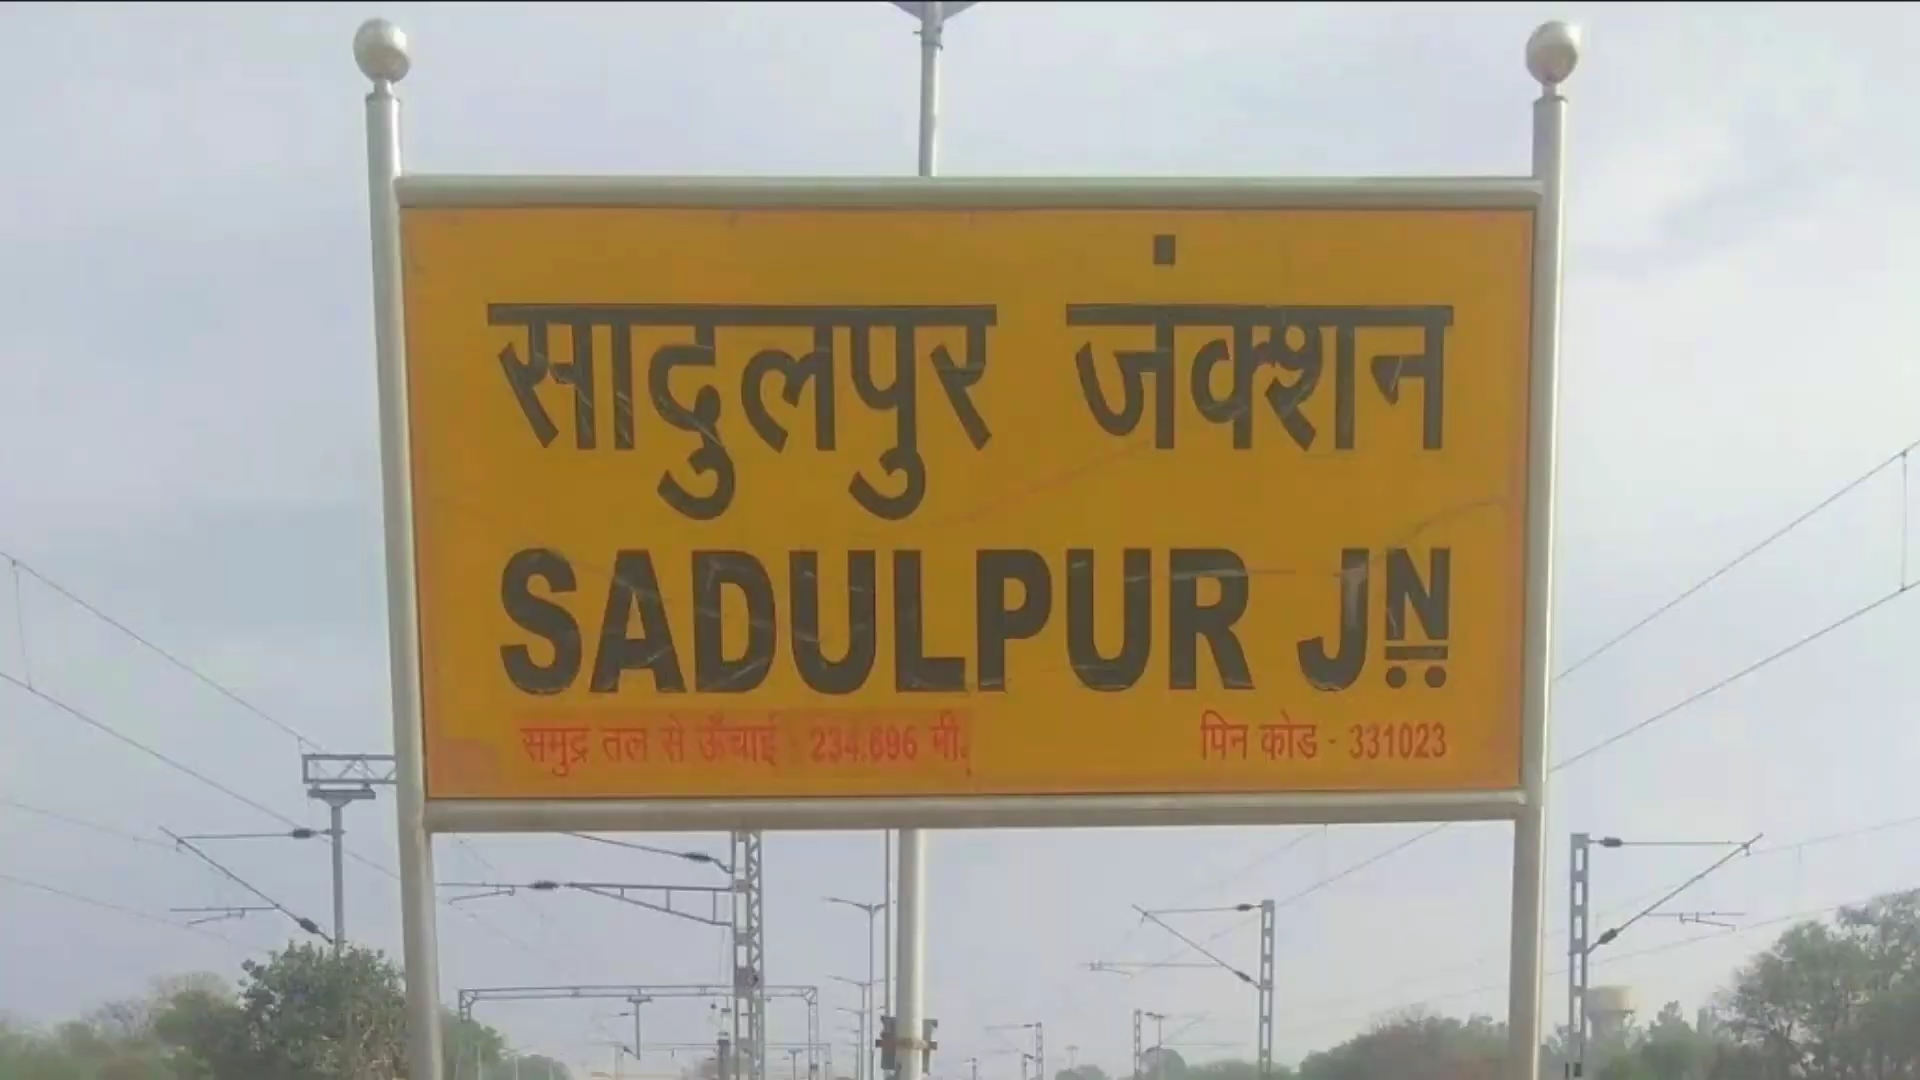 सादुलपुर जंक्शन
SADULPUR JN
समुद्र तल से ऊँचाई : 234.696 मी. पिन कोड - 331023